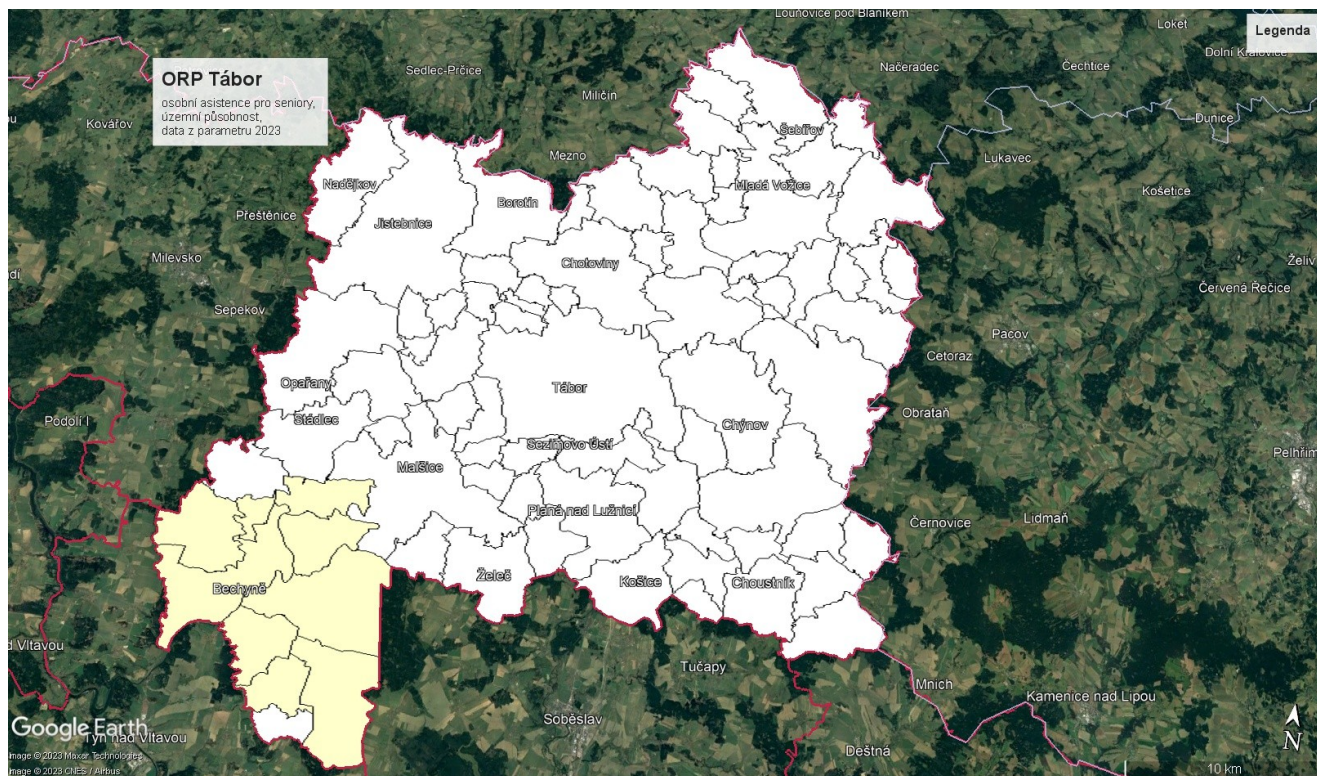 Louňovice pod Blaníkem
Loket
Legenda
Dolní Kralovice
ORP Tábor
osobní asistence pro seniory,
územní působnost,
data z parametru 2023
Sedlec-Prčice
Načeradec
Čechtice
Miličín
Kovářov
Dunice
Šebířov
Mezno
Lukavec
Nadějkov
Mladá Vožice
Košetice
Borotín
Přeštěnice
Jistebnice
Milevsko
Chotoviny
Želiv
Červená Řečice
Sepekov
Pacov
Cetoraz
Opařany
Tábor
Obrataň
Podolí I
Stádlec
Chýnov
Sezimovo Ústí
Pelhřim
Malšice
Planá nad Lužnicí
Černovice
Lidmaň
Želeč
Košice
Choustník
Bechyně
d Vltavou
Tučapy
Mnich
Kamenice nad Lipou
Soběslav
Google Earth
Týn nad Vltavou
Deštná
N
Image © 2023 Maxar Technologies
Image © 2023 CNES / Airbus
10 km